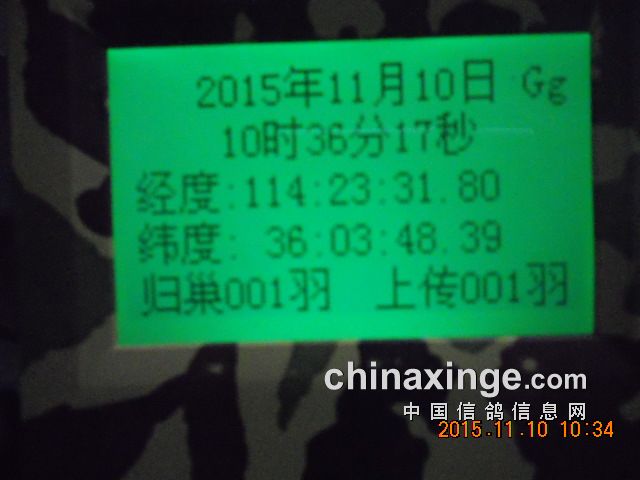 2015年11月10日 Gg
10时36分17秒
经度:114:23:31.80
纬度: 36:03:48.39
归巢001羽 上传001羽
chinaxinge.com
中国信鸽信息网
2015.11.10 10:34